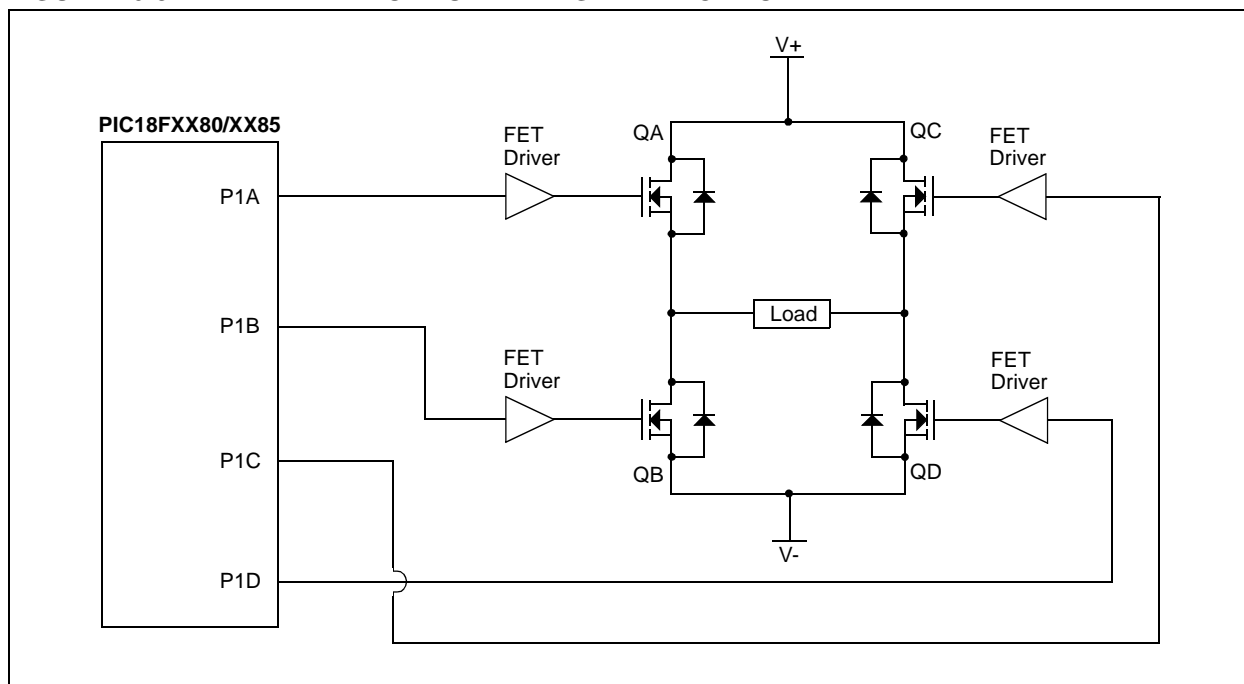 V+
PIC18FXX80/XX85
FET
Driver
QA
QC
FET
Driver
P1A
P1B
Load
FET
Driver
FET
Driver
P1C
QB
QD
V-
P1D